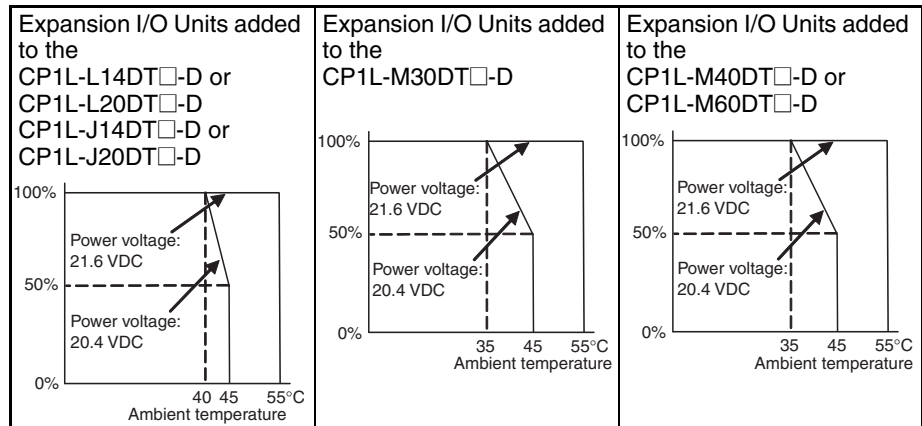 Expansion I/O Units added
to the
CP1L-L14DT□-D or
CP1L-L20DT□-D
CP1L-J14DT□-D or
CP1L-J20DT□-D
100%
Power voltage:
21.6 VDC
50%
Power voltage:
20.4 VDC
0%
40 45 55°C
Ambient temperature
Expansion I/O Units added
to the
CP1L-M30DT□-D
100%
Power voltage:
21.6 VDC
50%
Power voltage:
20.4 VDC
0%
35 45 55°C
Ambient temperature
Expansion I/O Units added
to the
CP1L-M40DT□-D or
CP1L-M60DT□-D
100%
Power voltage:
21.6 VDC
50%
Power voltage:
20.4 VDC
0%
35 45 55°C
Ambient temperature